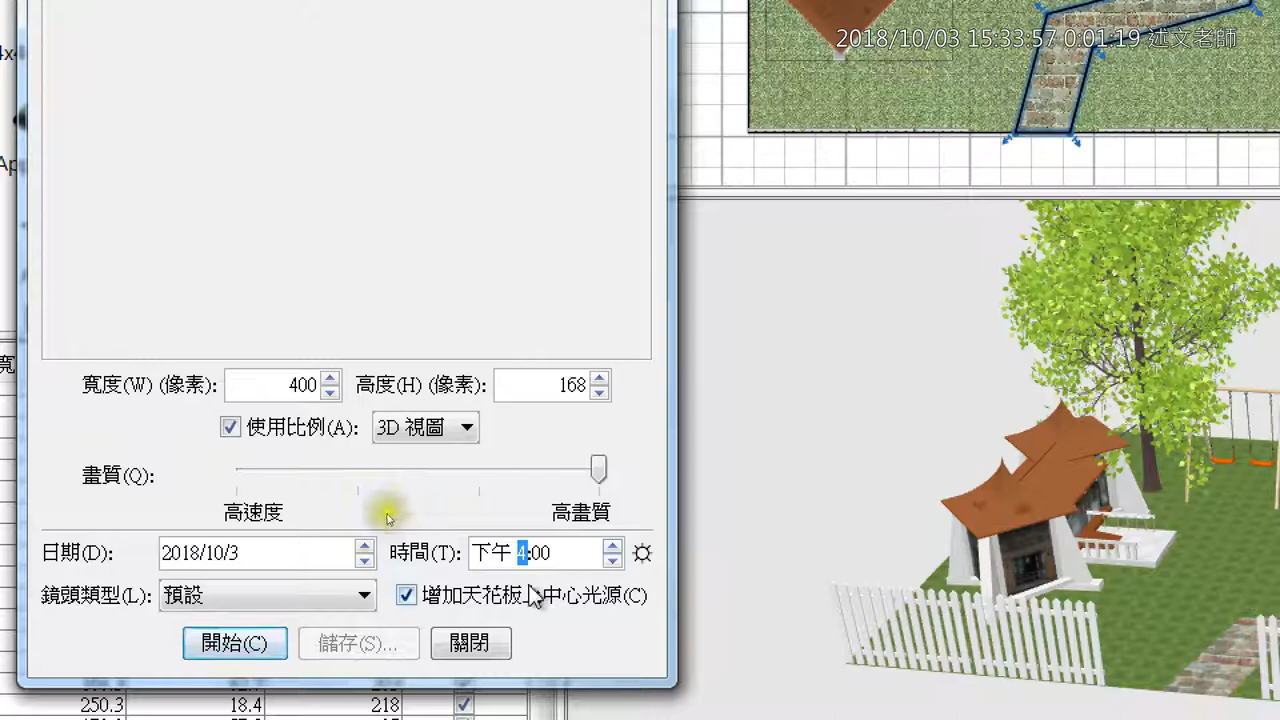 4x
2018/10/03 15:33:57 0:01:19 述文老師
Ap
寬
寬度(W) (像素): 400 高度(H) (像素): 168
使用比例(A): 3D 視圖
畫質(Q):
高速度 高畫質
日期(D): 2018/10/3 時間(T): 下午 4:00
鏡頭類型(L): 預設 增加天花板中心光源(C)
開始(C) 儲存(S)... 關閉
250.3 18.4 218